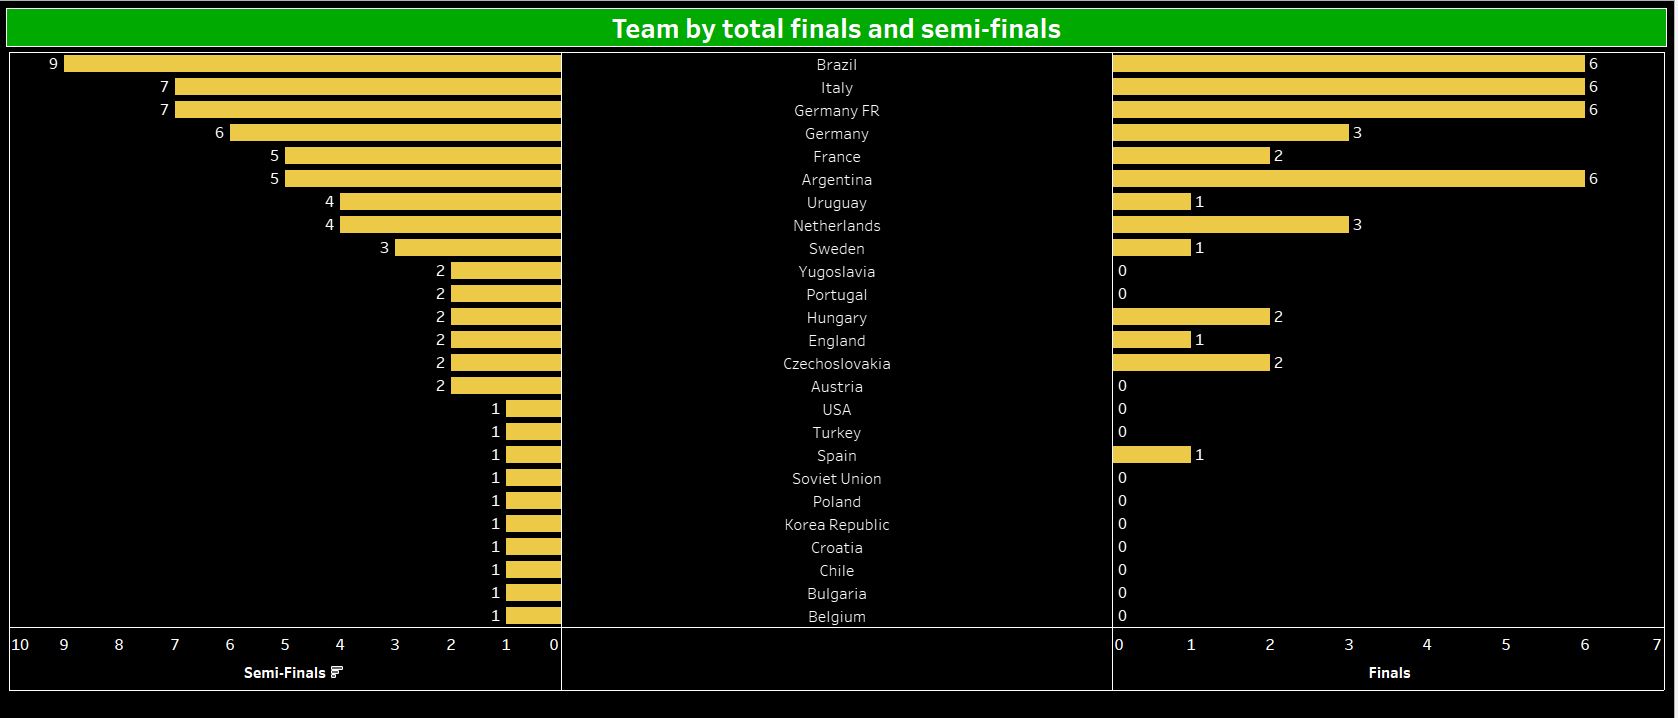 Team by total finals and semi-finals
9 Brazil 6
7 Italy 6
7 Germany FR 6
6 Germany 3
5 France 2
5 Argentina 6
4 Uruguay 1
4 Netherlands 3
3 Sweden 1
2 Yugoslavia 0
2 Portugal 0
2 Hungary 2
2 England 1
2 Czechoslovakia 2
2 Austria 0
1 USA 0
1 Turkey 0
1 Spain 1
1 Soviet Union 0
1 Poland 0
1 Korea Republic 0
1 Croatia 0
1 Chile 0
1 Bulgaria 0
1 Belgium 0
10 9 8 7 6 5 4 3 2 1 0 0 1 2 3 4 5 6 7
Semi-Finals Finals